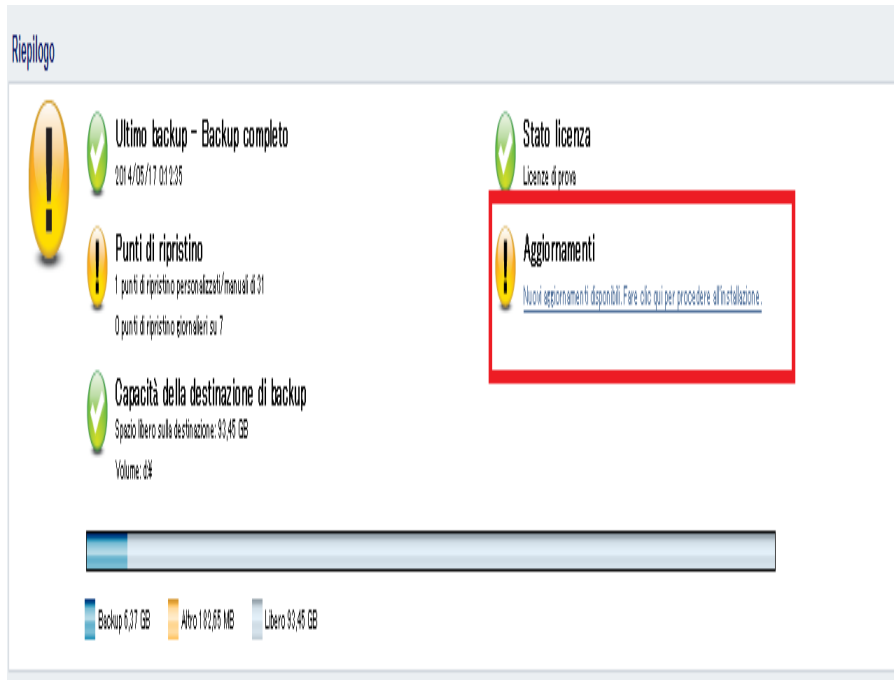 Riepilogo
Ultimo backup - Backup completo
2014/05/17 0:12:35
Punti di ripristino
1 punti di ripristino personalizzati/manuali di 31
0 punti di ripristino giornalieri su 7
Capacità della destinazione di backup
Spazio libero sulla destinazione: 93,45 GB
Volume: d:¥
Stato licenza
Licenze di prova
Aggiornamenti
Nuovi aggiornamenti disponibili. Fare clic qui per procedere all'installazione.
Backup 6,37 GB
Altro 182,65 MB
Libero 93,45 GB